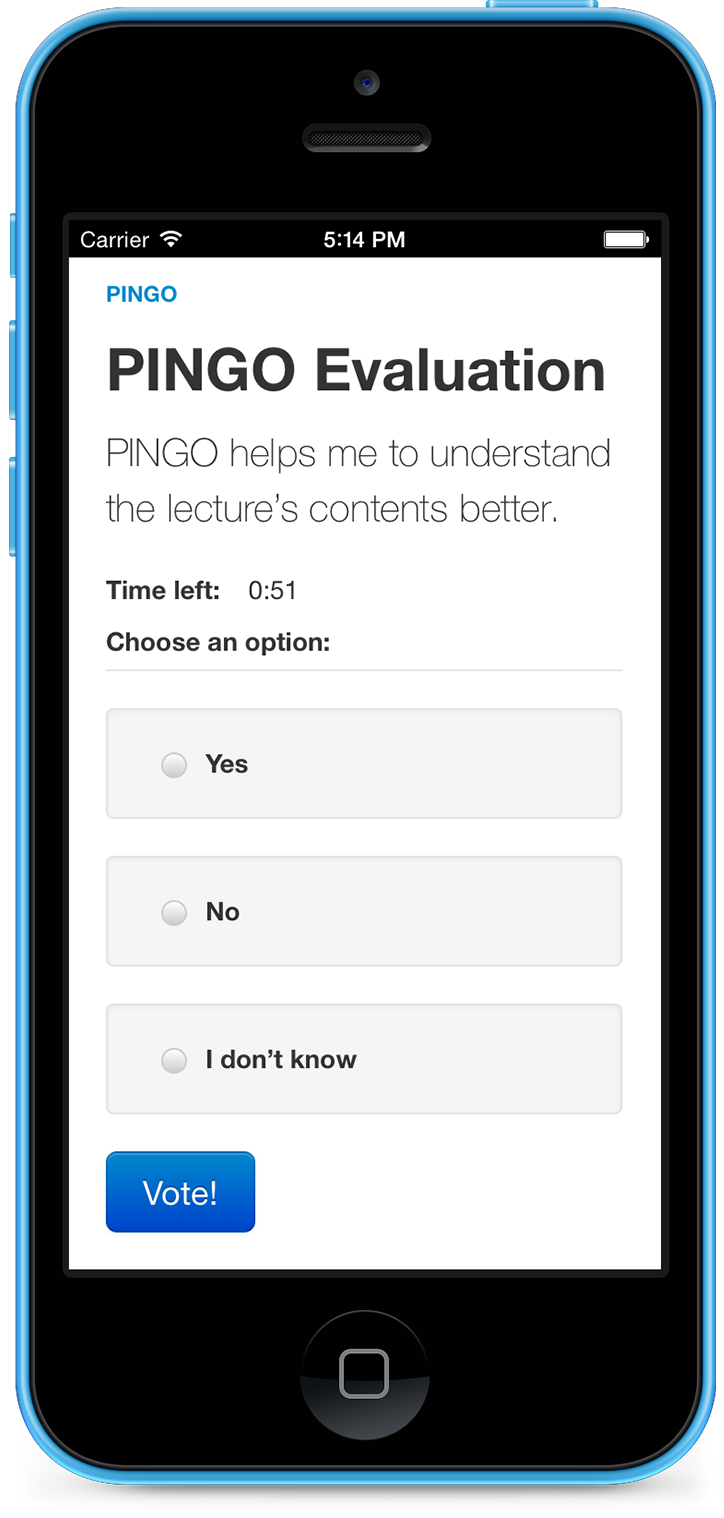 Carrier 5:14 PM
PINGO
PINGO Evaluation
PINGO helps me to understand
the lecture’s contents better.
Time left: 0:51
Choose an option:
Yes
No
I don’t know
Vote!